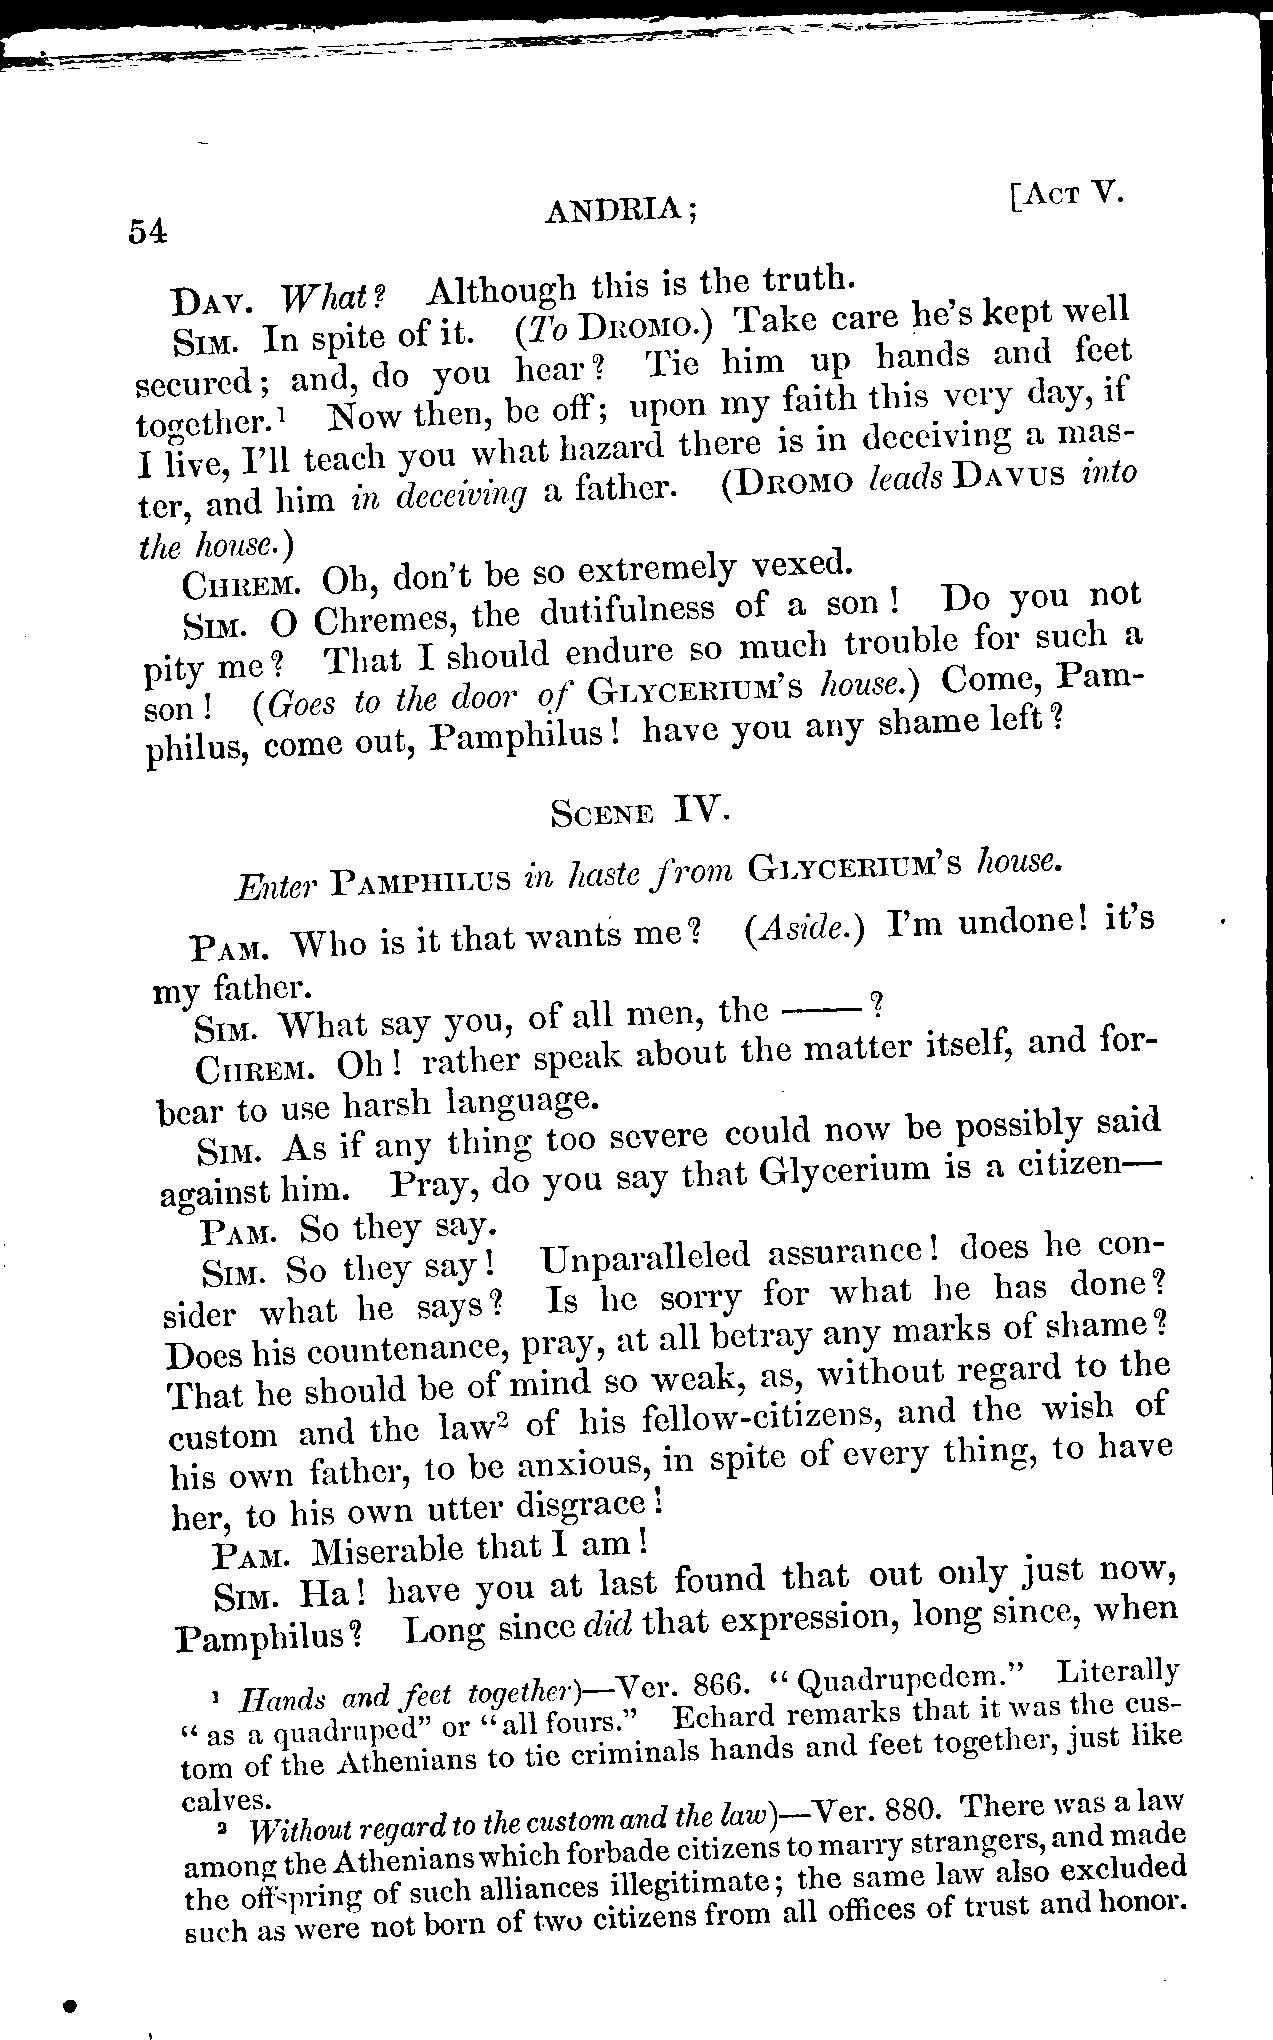 54 ANDRIA; [ACT V.
DAV. What? Although this is the truth.
SIM. In spite of it. (To DROMO.) Take care he's kept well
secured; and, do you hear? Tie him up hands and feet
together.¹ Now then, be off; upon my faith this very day, if
I live, I'll teach you what hazard there is in deceiving a mas-
ter, and him in deceiving a father. (DROMO leads DAVUS into
the house.)
CHREM. Oh, don't be so extremely vexed.
SIM. O Chremes, the dutifulness of a son! Do you not
pity me? That I should endure so much trouble for such a
son! (Goes to the door of GLYCERIUM'S house.) Come, Pam-
philus, come out, Pamphilus! have you any shame left?
SCENE IV.
Enter PAMPHILUS in haste from GLYCERIUM'S house.
PAM. Who is it that wants me? (Aside.) I'm undone! it's
my father.
SIM. What say you, of all men, the ——?
CHREM. Oh! rather speak about the matter itself, and for-
bear to use harsh language.
SIM. As if any thing too severe could now be possibly said
against him. Pray, do you say that Glycerium is a citizen—
PAM. So they say.
SIM. So they say! Unparalleled assurance! does he con-
sider what he says? Is he sorry for what he has done?
Does his countenance, pray, at all betray any marks of shame?
That he should be of mind so weak, as, without regard to the
custom and the law² of his fellow-citizens, and the wish of
his own father, to be anxious, in spite of every thing, to have
her, to his own utter disgrace!
PAM. Miserable that I am!
SIM. Ha! have you at last found that out only just now,
Pamphilus? Long since did that expression, long since, when
¹ Hands and feet together)—Ver. 866. "Quadrupedem." Literally
"as a quadruped" or "all fours." Echard remarks that it was the cus-
tom of the Athenians to tie criminals hands and feet together, just like
calves.
² Without regard to the custom and the law)—Ver. 880. There was a law
among the Athenians which forbade citizens to marry strangers, and made
the offspring of such alliances illegitimate; the same law also excluded
such as were not born of two citizens from all offices of trust and honor.